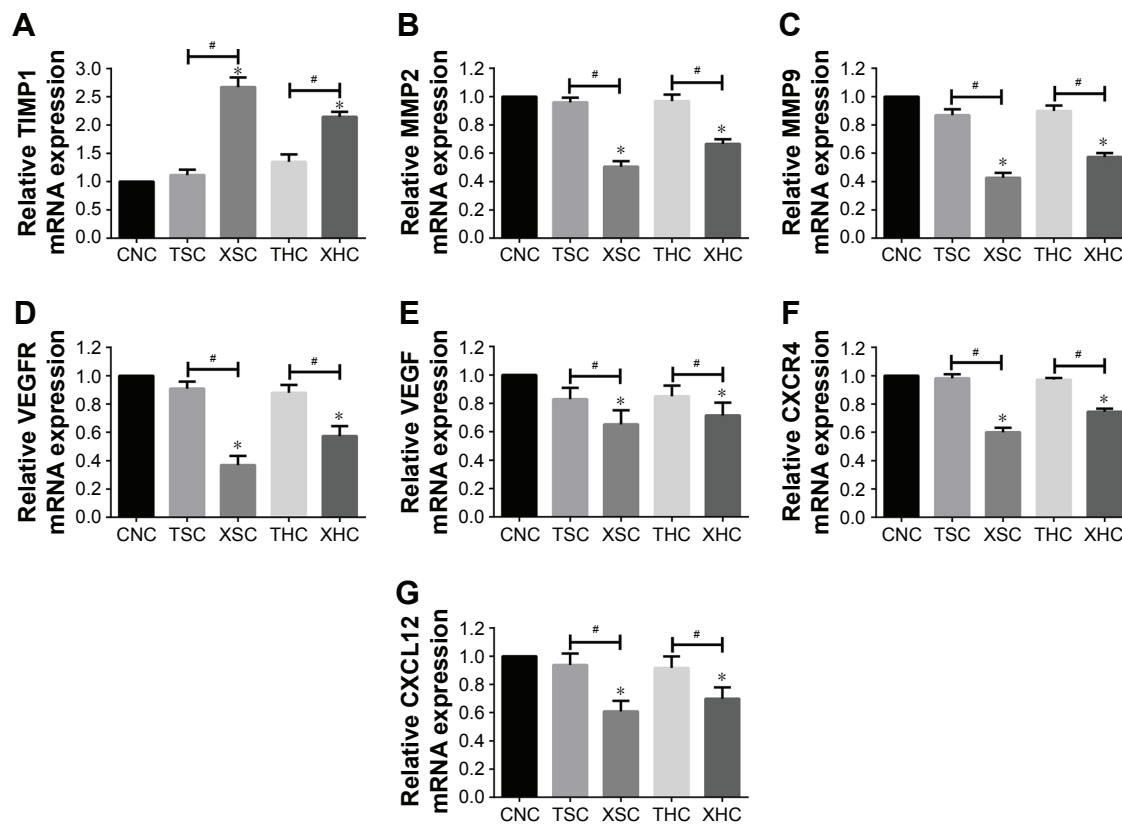 A
Relative TIMP1
mRNA expression
3.0
2.5
2.0
1.5
1.0
0.5
0.0
#
*
#
*
CNC TSC XSC THC XHC
B
Relative MMP2
mRNA expression
1.2
1.0
0.8
0.6
0.4
0.2
0.0
#
*
#
*
CNC TSC XSC THC XHC
C
Relative MMP9
mRNA expression
1.2
1.0
0.8
0.6
0.4
0.2
0.0
#
*
#
*
CNC TSC XSC THC XHC
D
Relative VEGFR
mRNA expression
1.2
1.0
0.8
0.6
0.4
0.2
0.0
#
*
#
*
CNC TSC XSC THC XHC
E
Relative VEGF
mRNA expression
1.2
1.0
0.8
0.6
0.4
0.2
0.0
#
*
#
*
CNC TSC XSC THC XHC
F
Relative CXCR4
mRNA expression
1.2
1.0
0.8
0.6
0.4
0.2
0.0
#
*
#
*
CNC TSC XSC THC XHC
G
Relative CXCL12
mRNA expression
1.2
1.0
0.8
0.6
0.4
0.2
0.0
#
*
#
*
CNC TSC XSC THC XHC